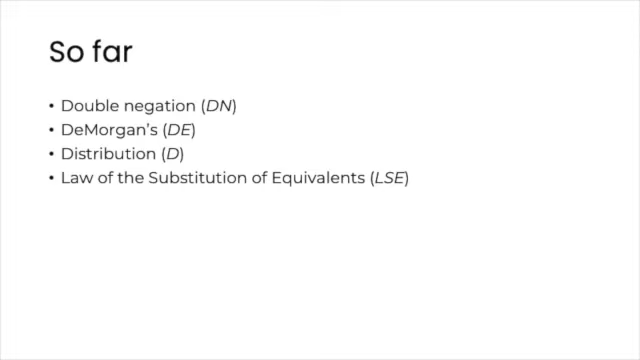 So far
• Double negation (DN)
• DeMorgan's (DE)
• Distribution (D)
• Law of the Substitution of Equivalents (LSE)